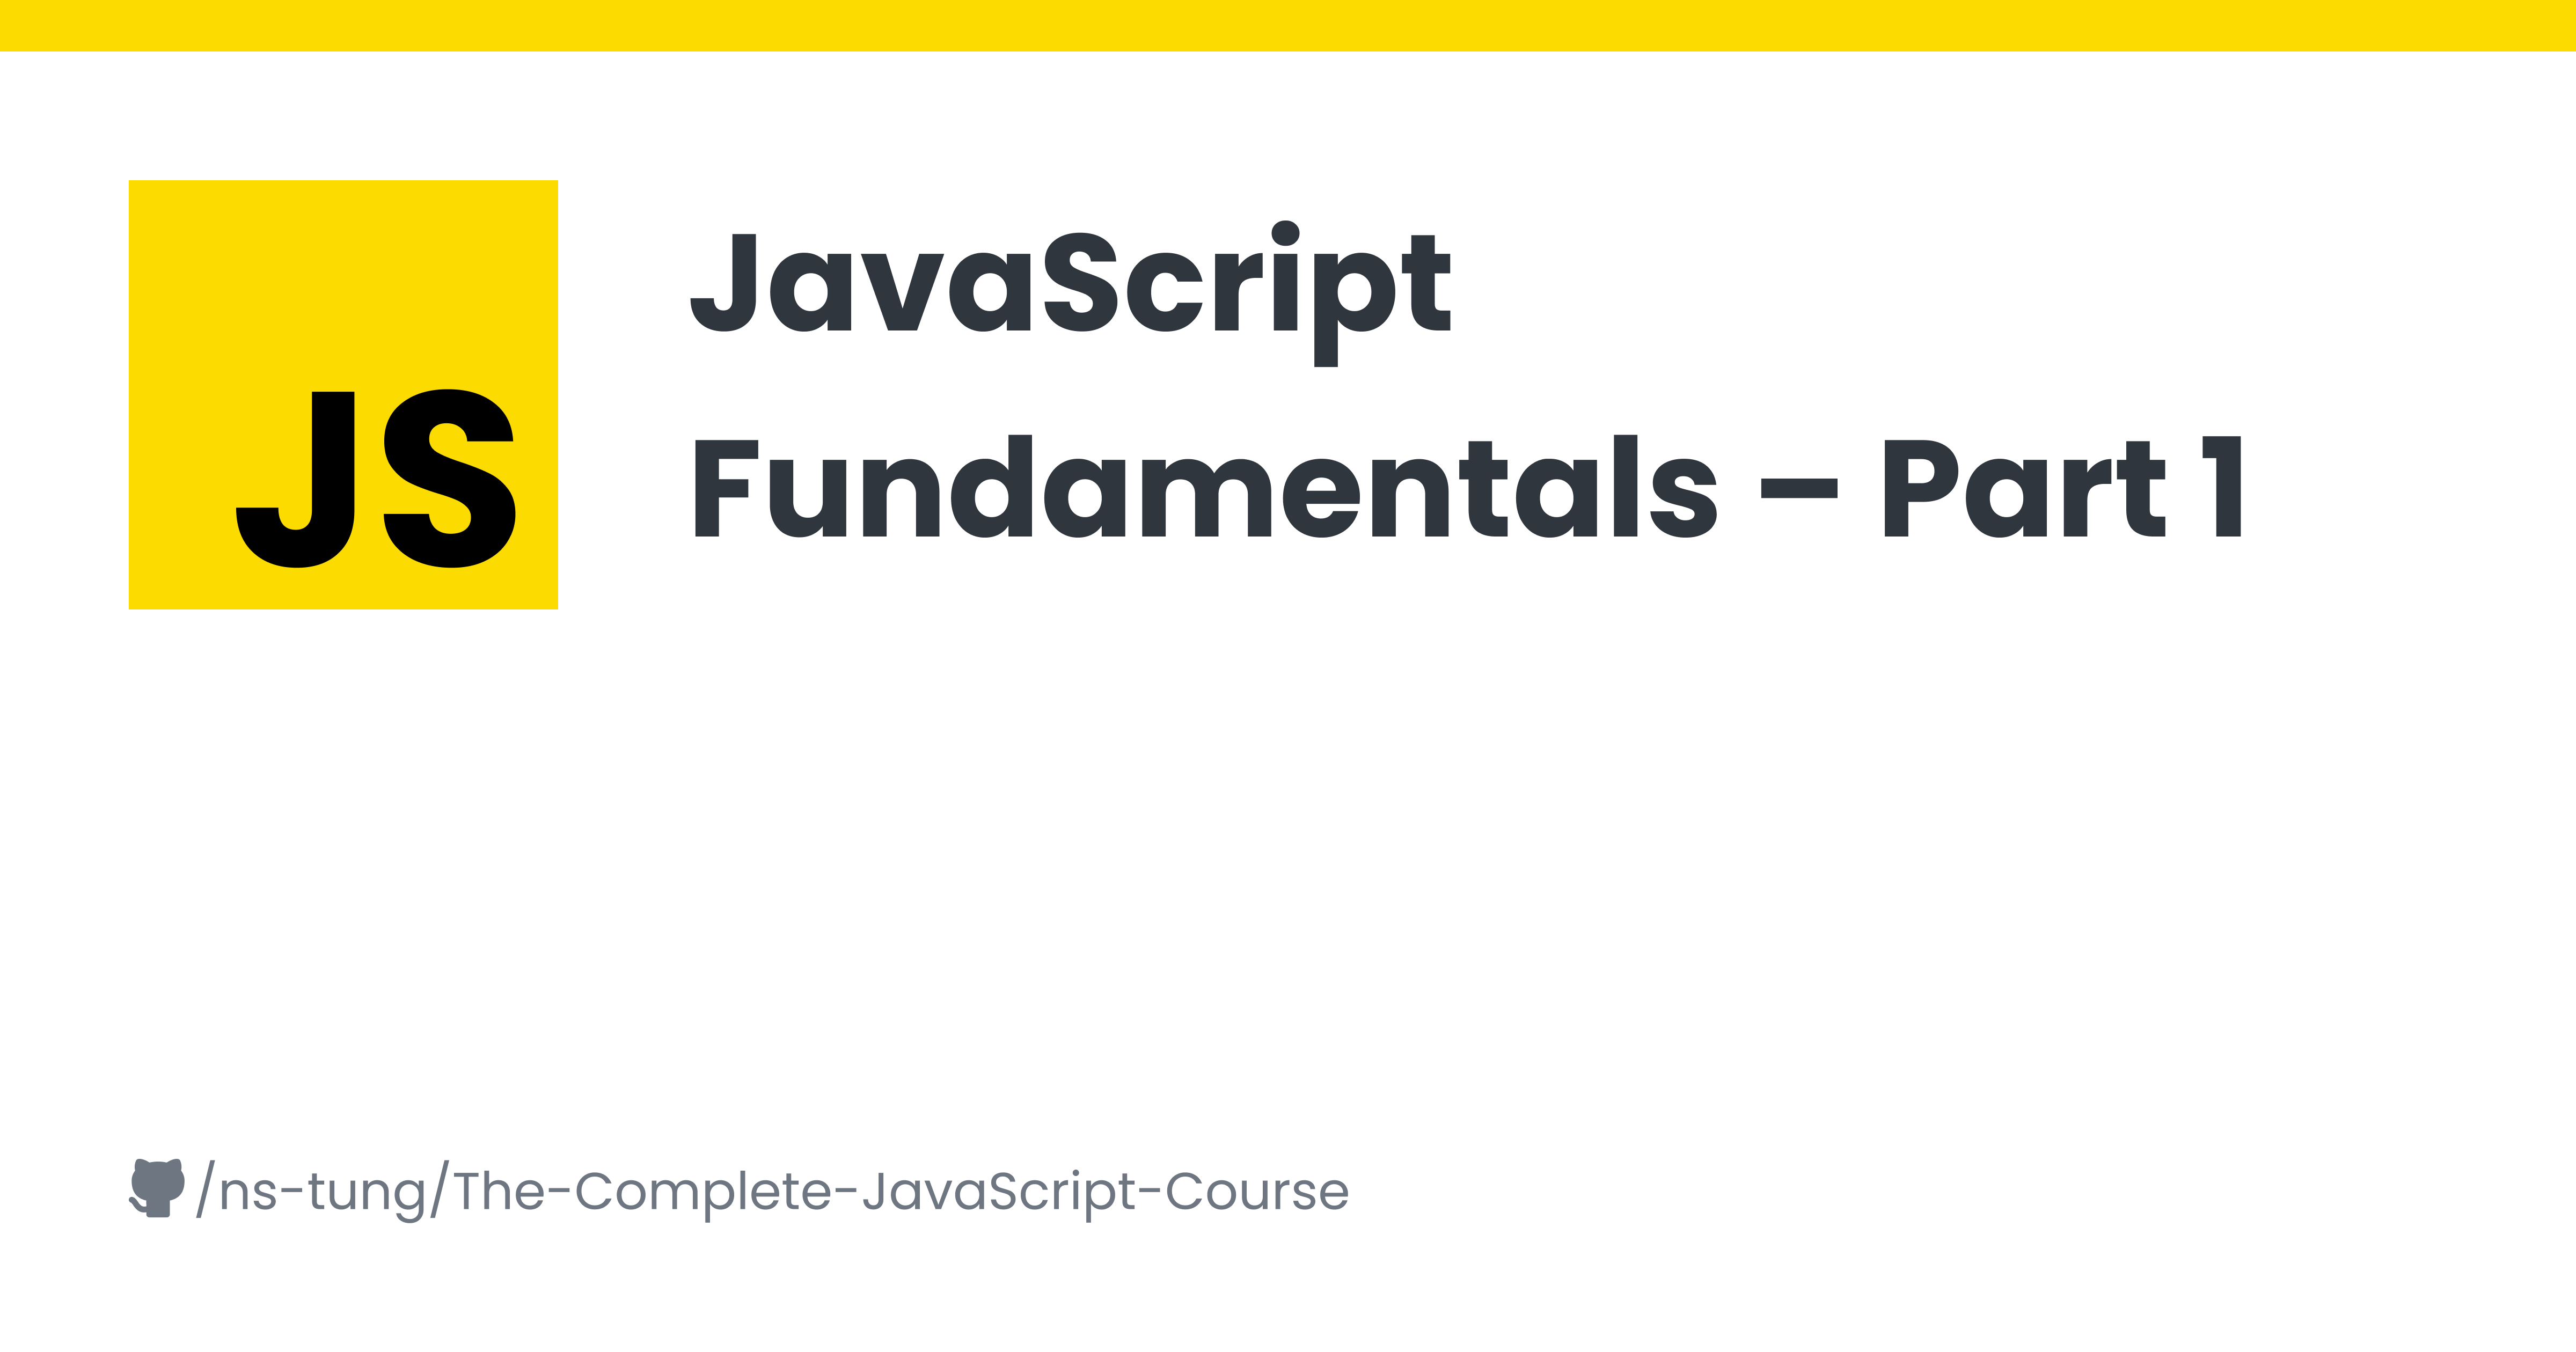 JS
JavaScript
Fundamentals – Part 1
/ns-tung/The-Complete-JavaScript-Course